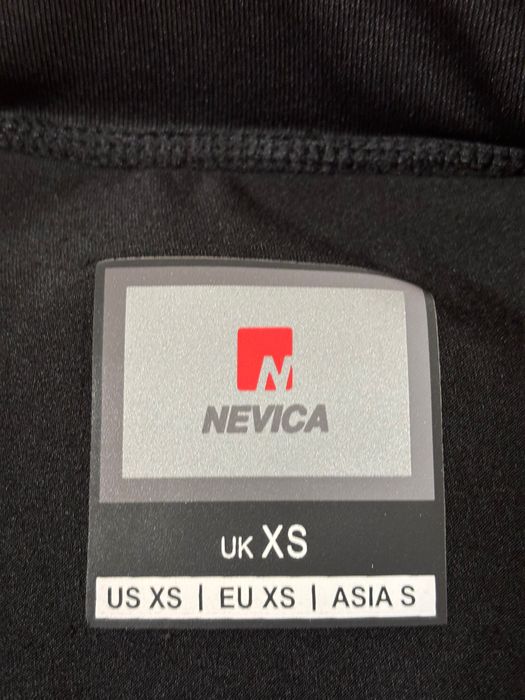 N
NEVICA
UK XS
US XS | EU XS | ASIA S